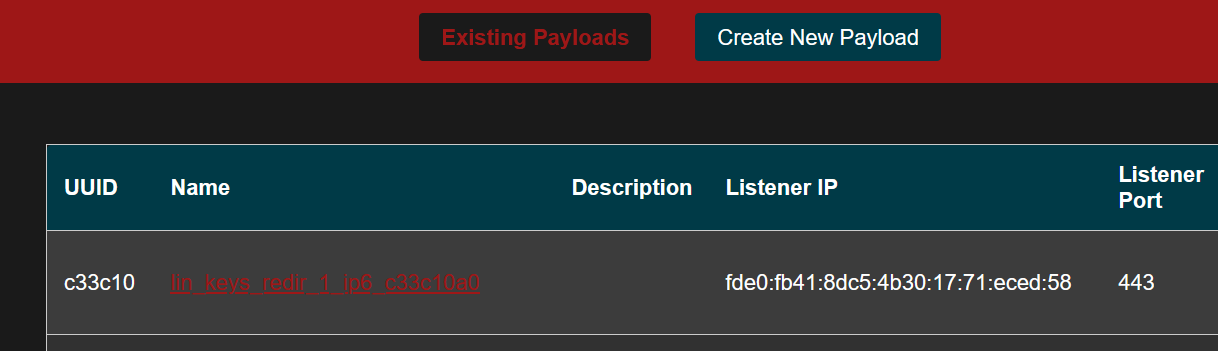 Existing Payloads Create New Payload
UUID Name Description Listener IP Listener
Port
c33c10 lin_keys_redir_1_ip6_c33c10a0 fde0:fb41:8dc5:4b30:17:71:eced:58 443